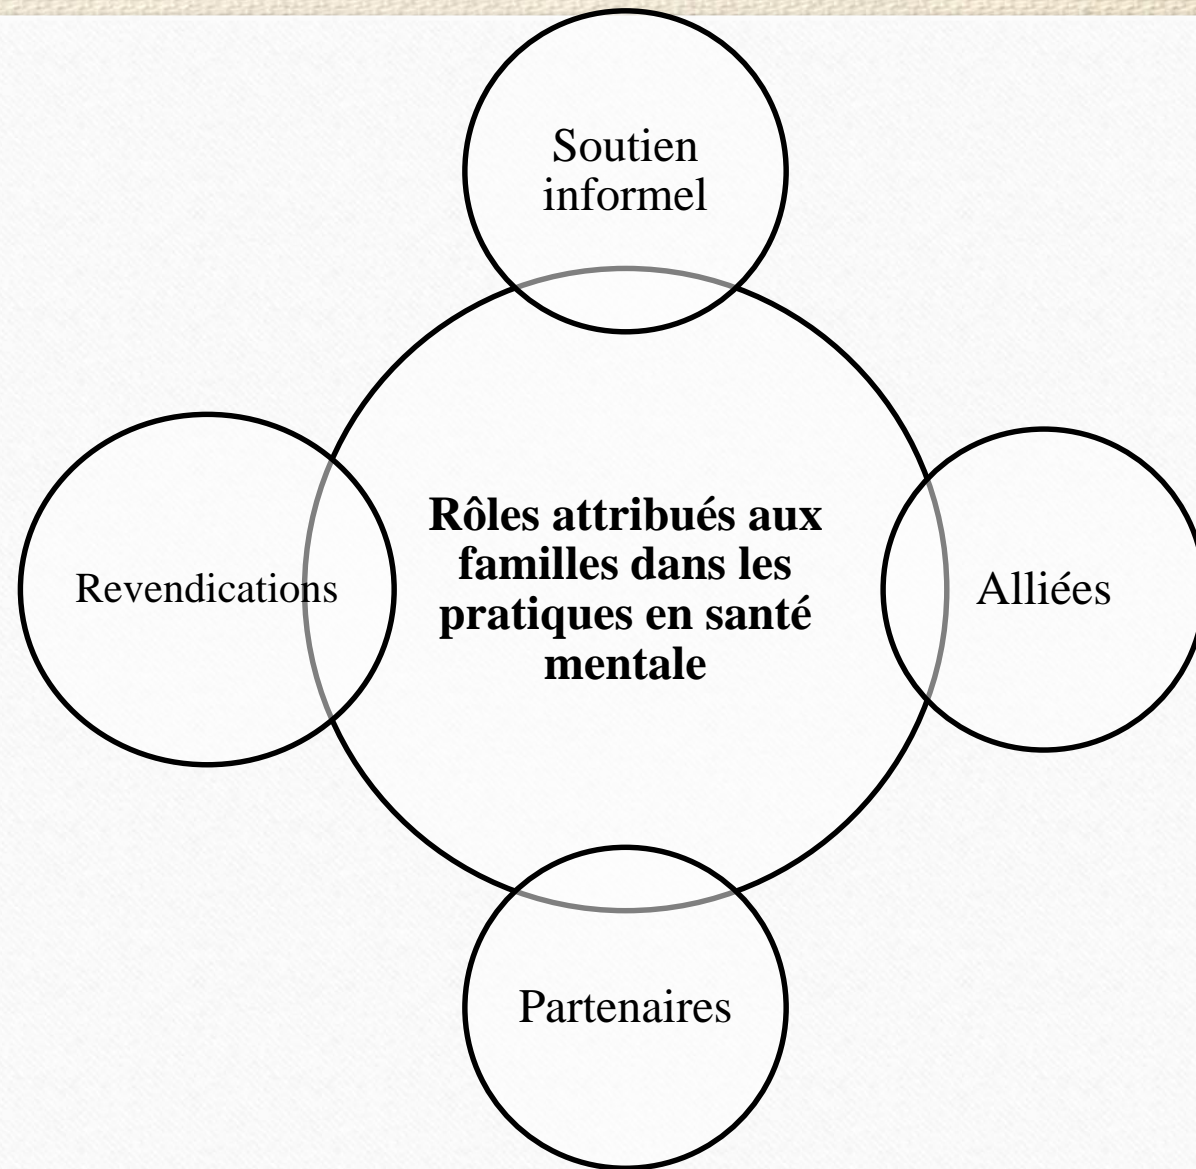 Soutien
informel
Revendications
Rôles attribués aux
familles dans les
pratiques en santé
mentale
Alliées
Partenaires